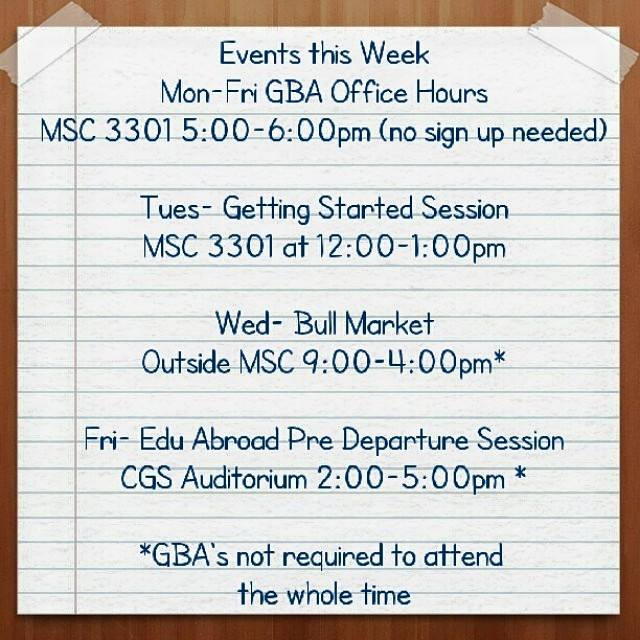 Events this Week
Mon-Fri GBA Office Hours
MSC 3301 5:00-6:00pm (no sign up needed)
Tues- Getting Started Session
MSC 3301 at 12:00-1:00pm
Wed- Bull Market
Outside MSC 9:00-4:00pm*
Fri- Edu Abroad Pre Departure Session
CGS Auditorium 2:00-5:00pm *
*GBA's not required to attend
the whole time